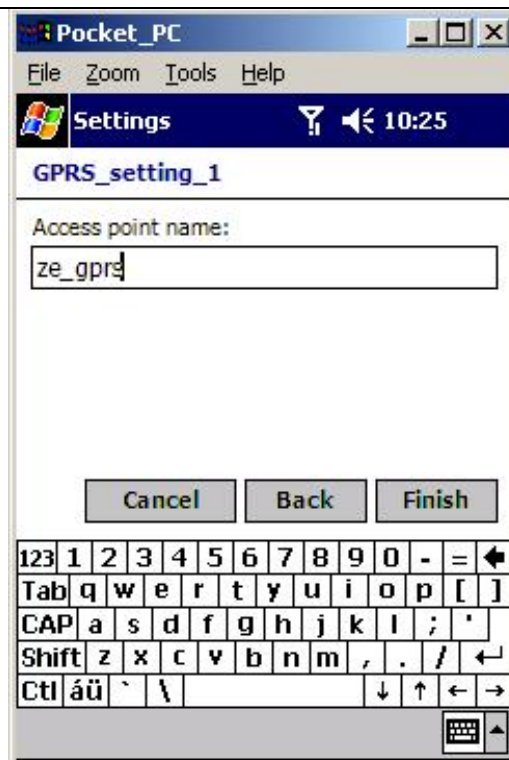 Pocket_PC
File Zoom Tools Help
Settings 10:25
GPRS_setting_1
Access point name:
ze_gprs
Cancel Back Finish
123 1 2 3 4 5 6 7 8 9 0 - =
Tab q w e r t y u i o p [ ]
CAP a s d f g h j k l ; '
Shift z x c v b n m , . /
Ctl áü ` \